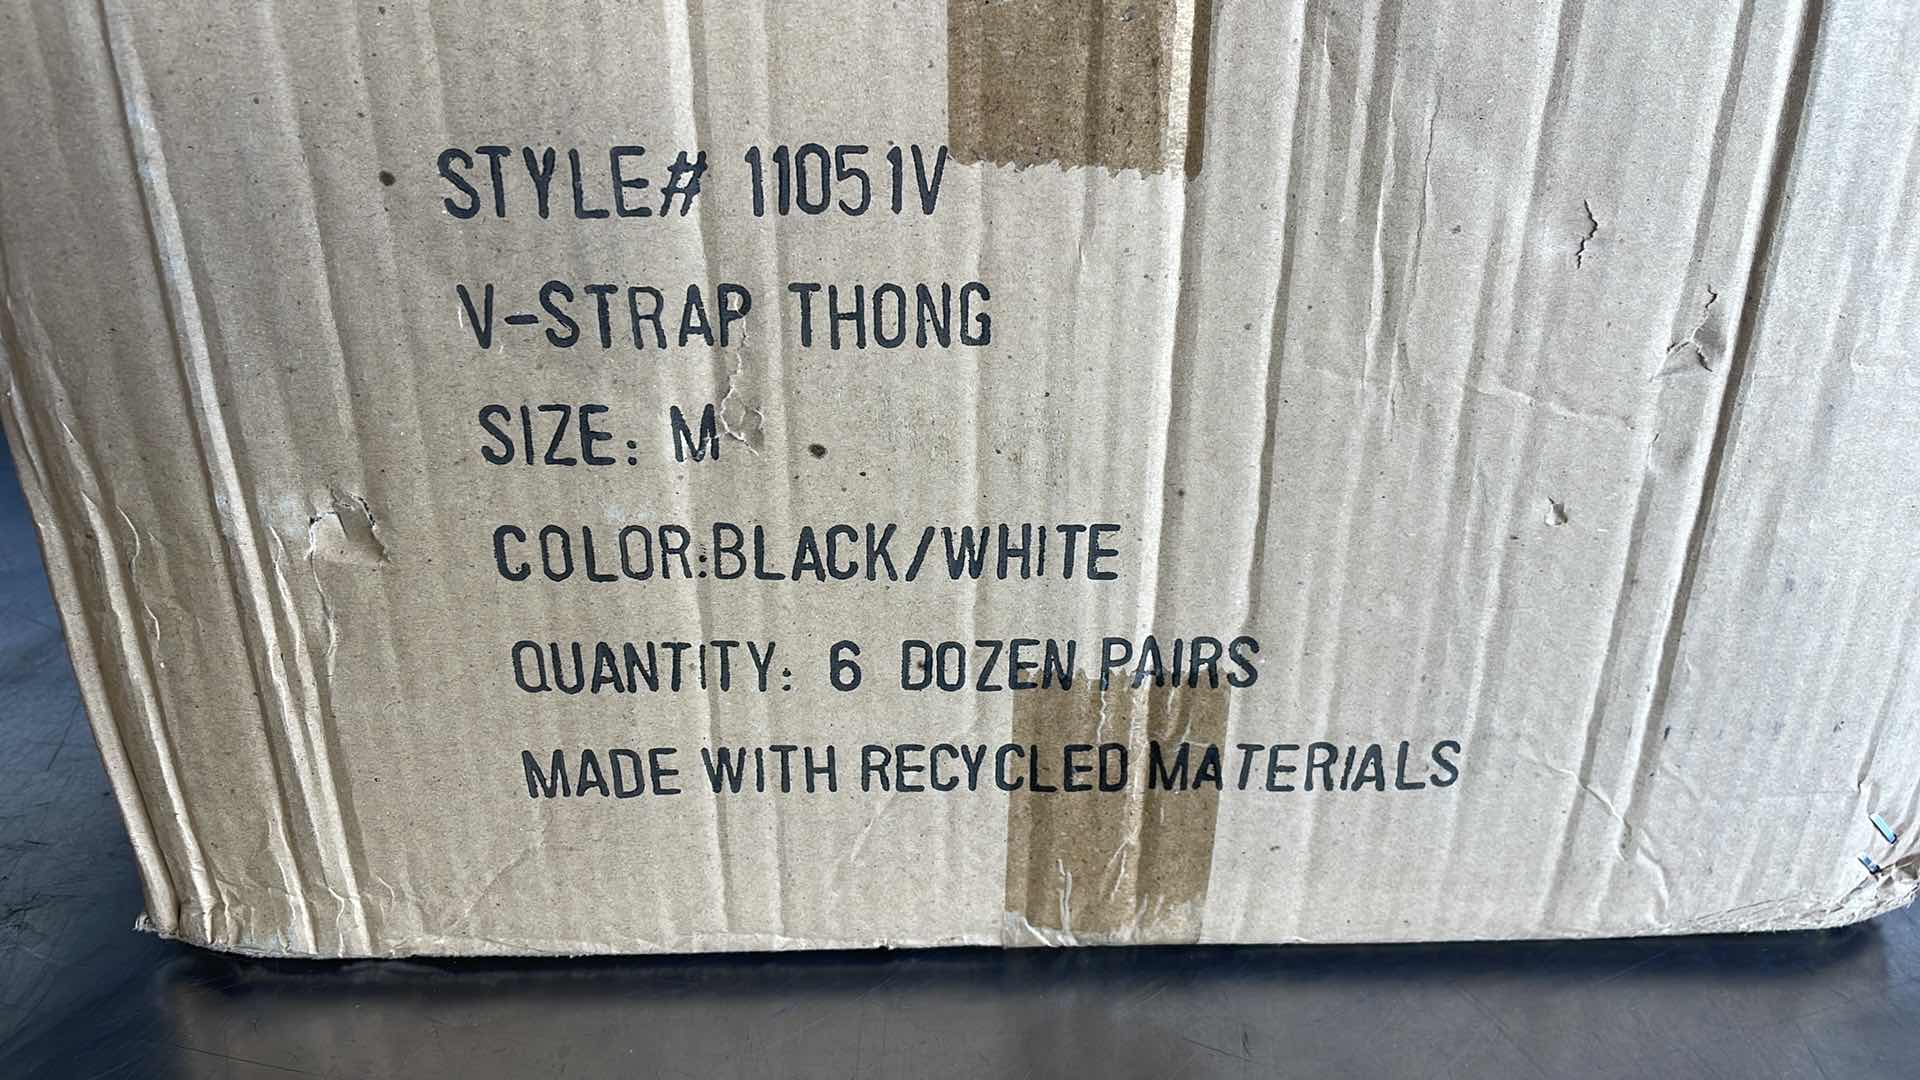 STYLE# 11051V
V-STRAP THONG
SIZE: M
COLOR:BLACK/WHITE
QUANTITY: 6 DOZEN PAIRS
MADE WITH RECYCLED MATERIALS